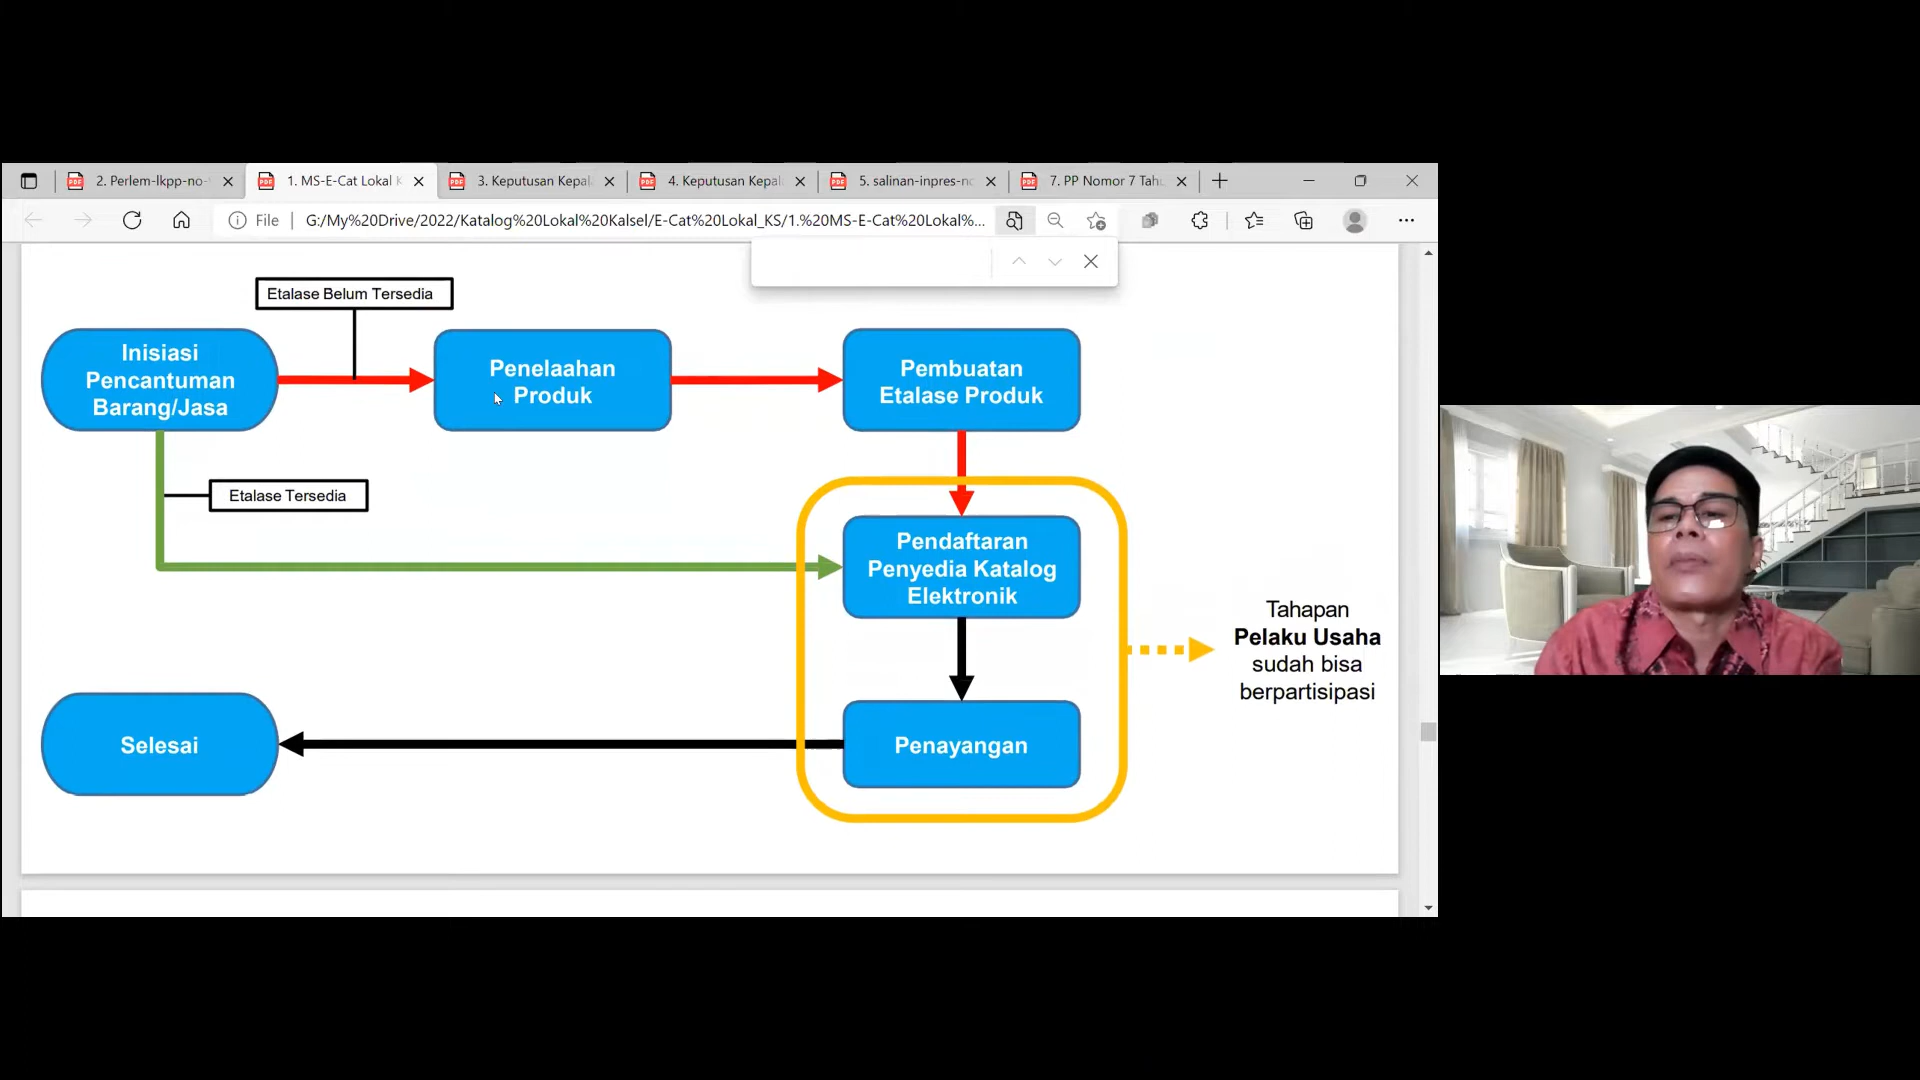 2. Perlem-lkpp-no-
1. MS-E-Cat Lokal K
3. Keputusan Kepal
4. Keputusan Kepal
5. salinan-inpres-no
7. PP Nomor 7 Tahu
File
G:/My%20Drive/2022/Katalog%20Lokal%20Kalsel/E-Cat%20Lokal_KS/1.%20MS-E-Cat%20Lokal%...
Etalase Belum Tersedia
Inisiasi
Pencantuman
Barang/Jasa
Penelaahan
Produk
Pembuatan
Etalase Produk
Etalase Tersedia
Pendaftaran
Penyedia Katalog
Elektronik
Tahapan
Pelaku Usaha
sudah bisa
berpartisipasi
Selesai
Penayangan